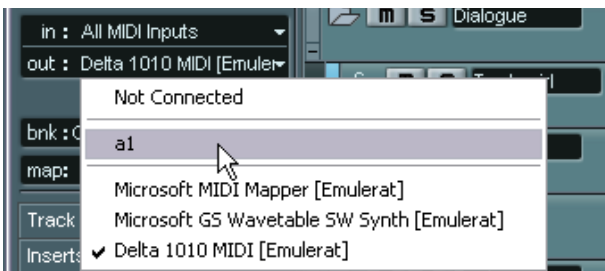 in : All MIDI Inputs
m S Dialogue
out : Delta 1010 MIDI [Emuler
Not Connected
bnk :
a1
map:
Microsoft MIDI Mapper [Emulerat]
Track
Microsoft GS Wavetable SW Synth [Emulerat]
Inserts
Delta 1010 MIDI [Emulerat]